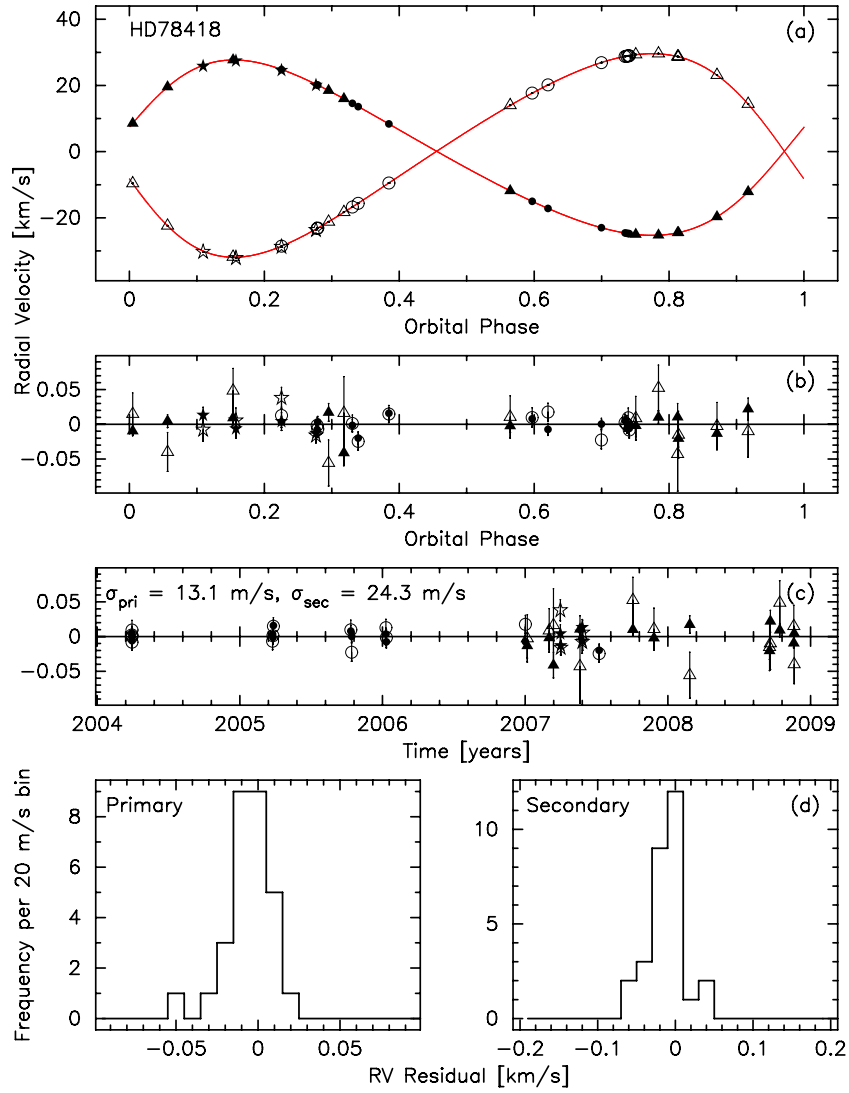 HD78418
(a)
40
20
0
−20
0 0.2 0.4 0.6 0.8 1
Orbital Phase
Radial Velocity [km/s]
(b)
0.05
0
−0.05
0 0.2 0.4 0.6 0.8 1
Orbital Phase
σpri = 13.1 m/s, σsec = 24.3 m/s
(c)
0.05
0
−0.05
2004 2005 2006 2007 2008 2009
Time [years]
Primary
8
6
4
2
0
−0.05 0 0.05
Frequency per 20 m/s bin
Secondary
(d)
10
5
0
−0.2 −0.1 0 0.1 0.2
RV Residual [km/s]